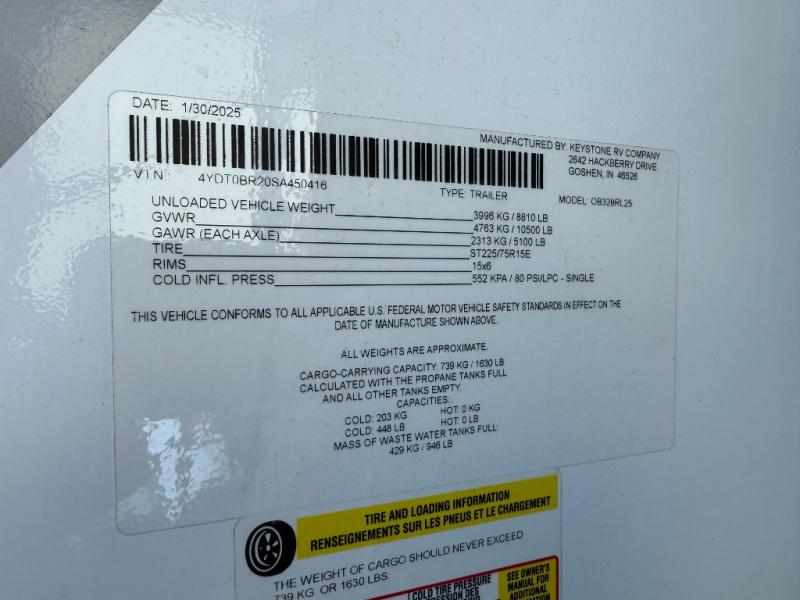 DATE: 1/30/2025
MANUFACTURED BY: KEYSTONE RV COMPANY
2642 HACKBERRY DRIVE
GOSHEN, IN 46526
VIN: 4YDT0BR20SA450416
TYPE: TRAILER
MODEL: OB328RL25
UNLOADED VEHICLE WEIGHT 3996 KG / 8810 LB
GVWR 4763 KG / 10500 LB
GAWR (EACH AXLE) 2313 KG / 5100 LB
TIRE ST225/75R15E
RIMS 15x6
COLD INFL. PRESS 552 KPA / 80 PSI/LPC - SINGLE
THIS VEHICLE CONFORMS TO ALL APPLICABLE U.S. FEDERAL MOTOR VEHICLE SAFETY STANDARDS IN EFFECT ON THE
DATE OF MANUFACTURE SHOWN ABOVE.
ALL WEIGHTS ARE APPROXIMATE.
CARGO-CARRYING CAPACITY: 739 KG / 1630 LB
CALCULATED WITH THE PROPANE TANKS FULL
AND ALL OTHER TANKS EMPTY.
CAPACITIES:
COLD: 203 KG HOT: 0 KG
COLD: 448 LB HOT: 0 LB
MASS OF WASTE WATER TANKS FULL:
429 KG / 946 LB
TIRE AND LOADING INFORMATION
RENSEIGNEMENTS SUR LES PNEUS ET LE CHARGEMENT
THE WEIGHT OF CARGO SHOULD NEVER EXCEED
739 KG OR 1630 LBS.
COLD TIRE PRESSURE
SEE OWNER'S
MANUAL FOR
ADDITIONAL